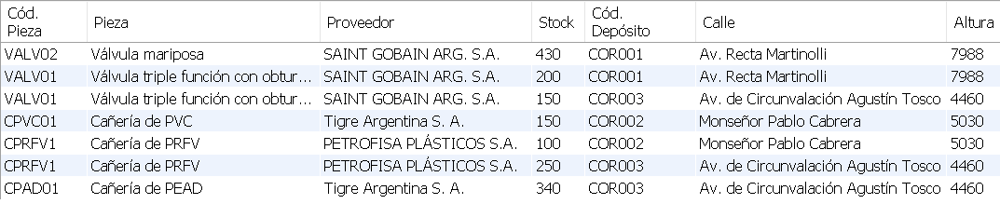 Cód. Pieza Pieza Proveedor Stock Cód. Depósito Calle Altura
VALV02 Válvula mariposa SAINT GOBAIN ARG. S.A. 430 COR001 Av. Recta Martinolli 7988
VALV01 Válvula triple función con obtur... SAINT GOBAIN ARG. S.A. 200 COR001 Av. Recta Martinolli 7988
VALV01 Válvula triple función con obtur... SAINT GOBAIN ARG. S.A. 150 COR003 Av. de Circunvalación Agustín Tosco 4460
CPVC01 Cañería de PVC Tigre Argentina S. A. 150 COR002 Monseñor Pablo Cabrera 5030
CPRFV1 Cañería de PRFV PETROFISA PLÁSTICOS S.A. 100 COR002 Monseñor Pablo Cabrera 5030
CPRFV1 Cañería de PRFV PETROFISA PLÁSTICOS S.A. 250 COR003 Av. de Circunvalación Agustín Tosco 4460
CPAD01 Cañería de PEAD Tigre Argentina S. A. 340 COR003 Av. de Circunvalación Agustín Tosco 4460